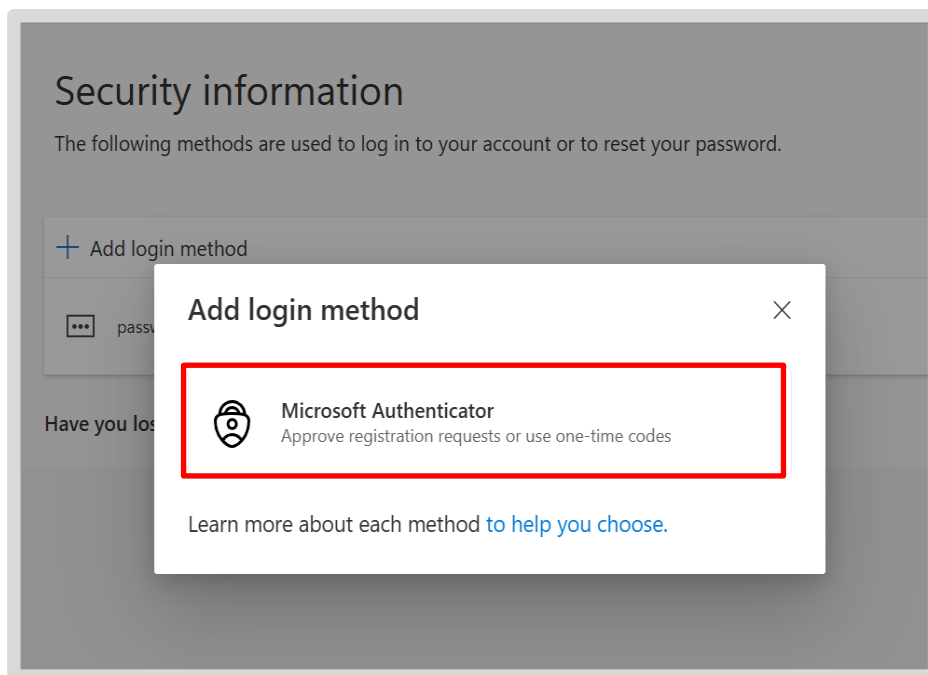 Security information
The following methods are used to log in to your account or to reset your password.
Add login method
Add login method
Microsoft Authenticator
Approve registration requests or use one-time codes
Have you
Learn more about each method to help you choose.